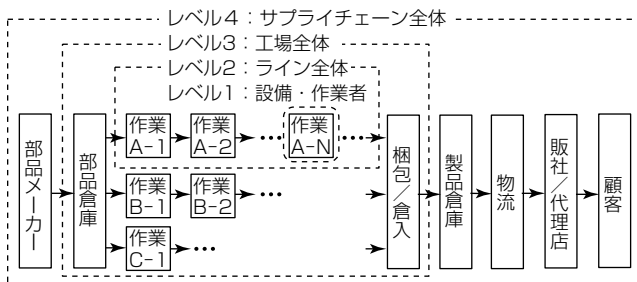 レベル4:サプライチェーン全体
レベル3:工場全体
レベル2:ライン全体
レベル1:設備・作業者
部品メーカー
部品倉庫
作業
A-1
作業
A-2
…
作業
A-N
…
作業
B-1
作業
B-2
…
作業
C-1
…
梱包/倉入
製品倉庫
物流
販社/代理店
顧客